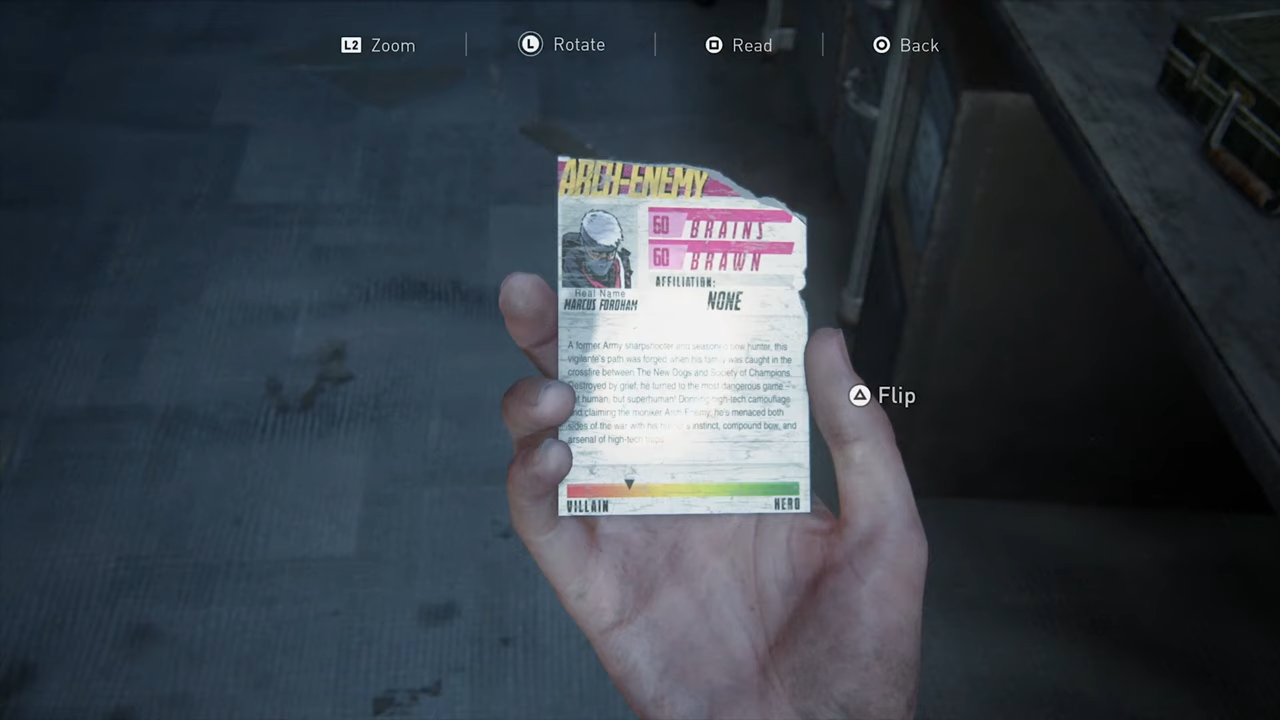 L2 Zoom
L Rotate
Read
Back
ARCH-ENEMY
60 BRAINS
60 BRAWN
AFFILIATION:
NONE
Real Name
MARCUS FORDHAM
A former Army sharpshooter and seasoned bow hunter, this
vigilante's path was forged when his family was caught in the
crossfire between The New Dogs and Society of Champions.
Destroyed by grief, he turned to the most dangerous game –
not human, but superhuman! Donning high-tech camouflage
and claiming the moniker Arch Enemy, he's menaced both
sides of the war with his instinct, compound bow, and
arsenal of high-tech traps.
Flip
VILLAIN
HERO